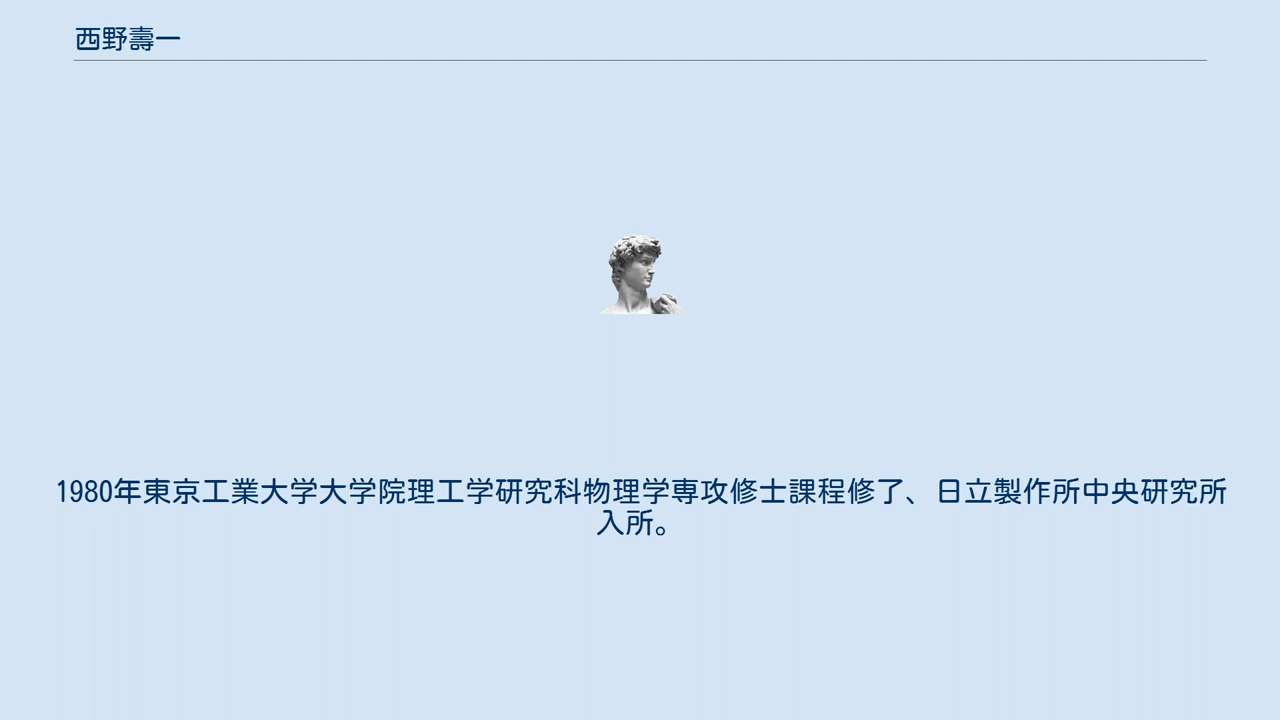 西野壽一
1980年東京工業大学大学院理工学研究科物理学専攻修士課程修了、日立製作所中央研究所
入所。